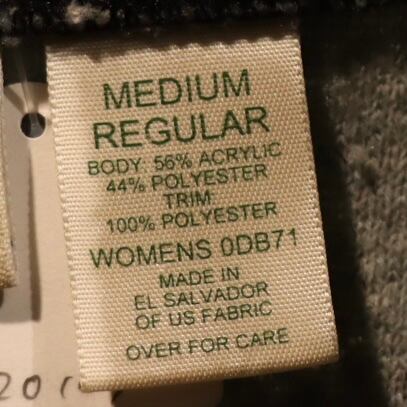 MEDIUM
REGULAR
BODY: 56% ACRYLIC
44% POLYESTER
TRIM
100% POLYESTER
WOMENS 0DB71
MADE IN
EL SALVADOR
OF US FABRIC
OVER FOR CARE